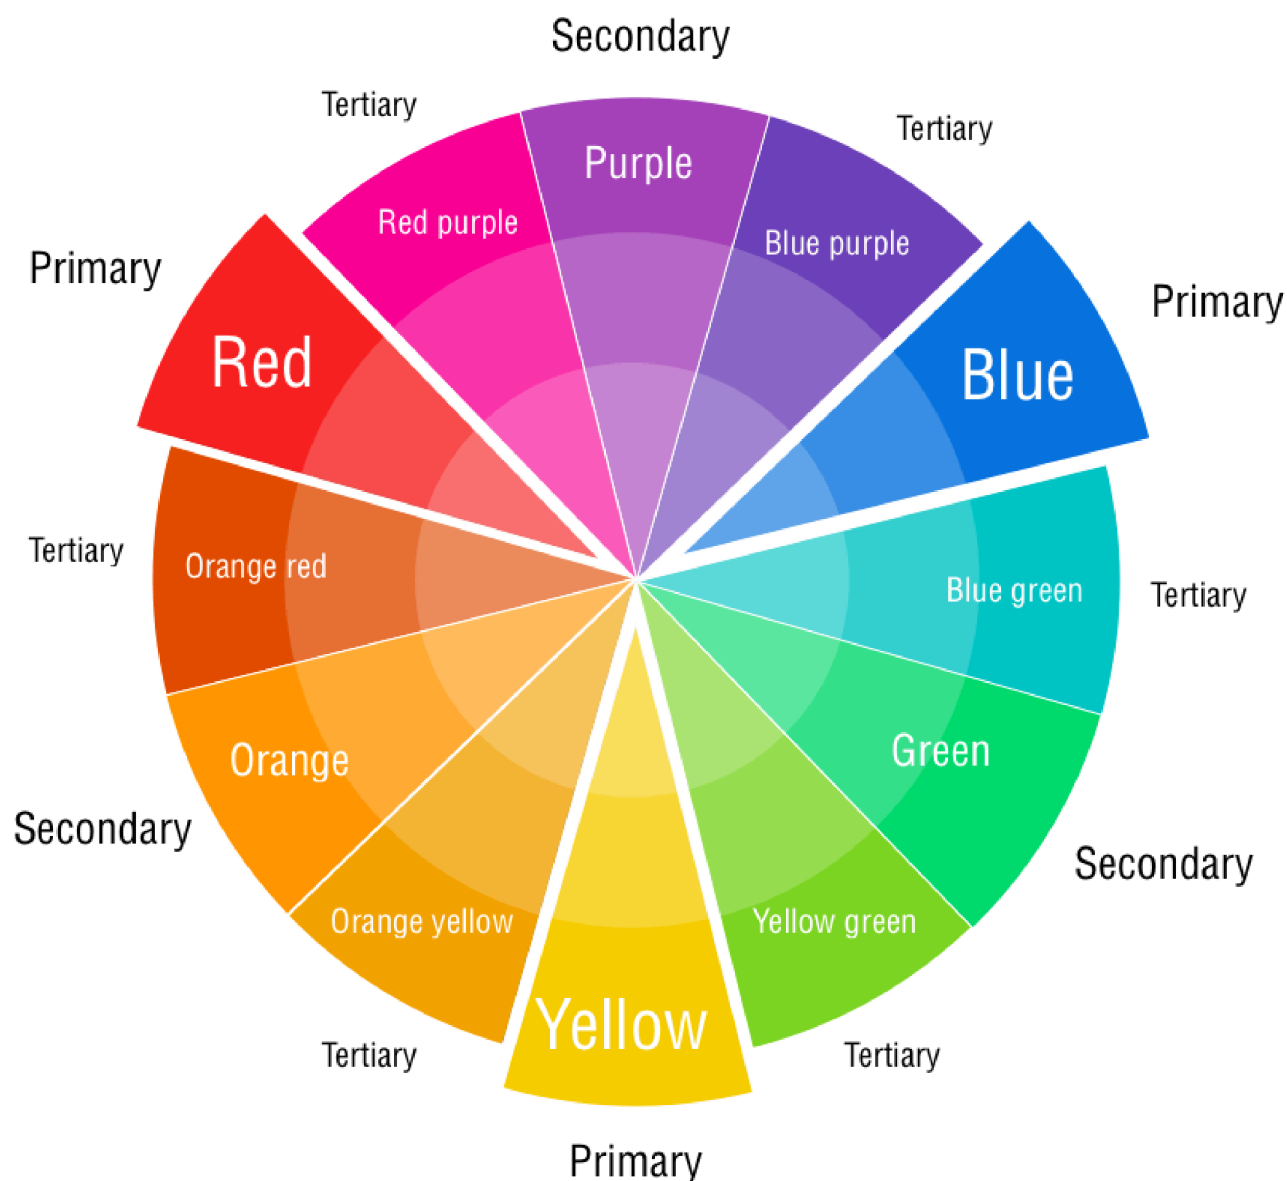 Secondary
Tertiary
Tertiary
Purple
Red purple
Blue purple
Primary
Primary
Red
Blue
Tertiary
Orange red
Blue green
Tertiary
Orange
Green
Secondary
Secondary
Orange yellow
Yellow green
Yellow
Tertiary
Tertiary
Primary